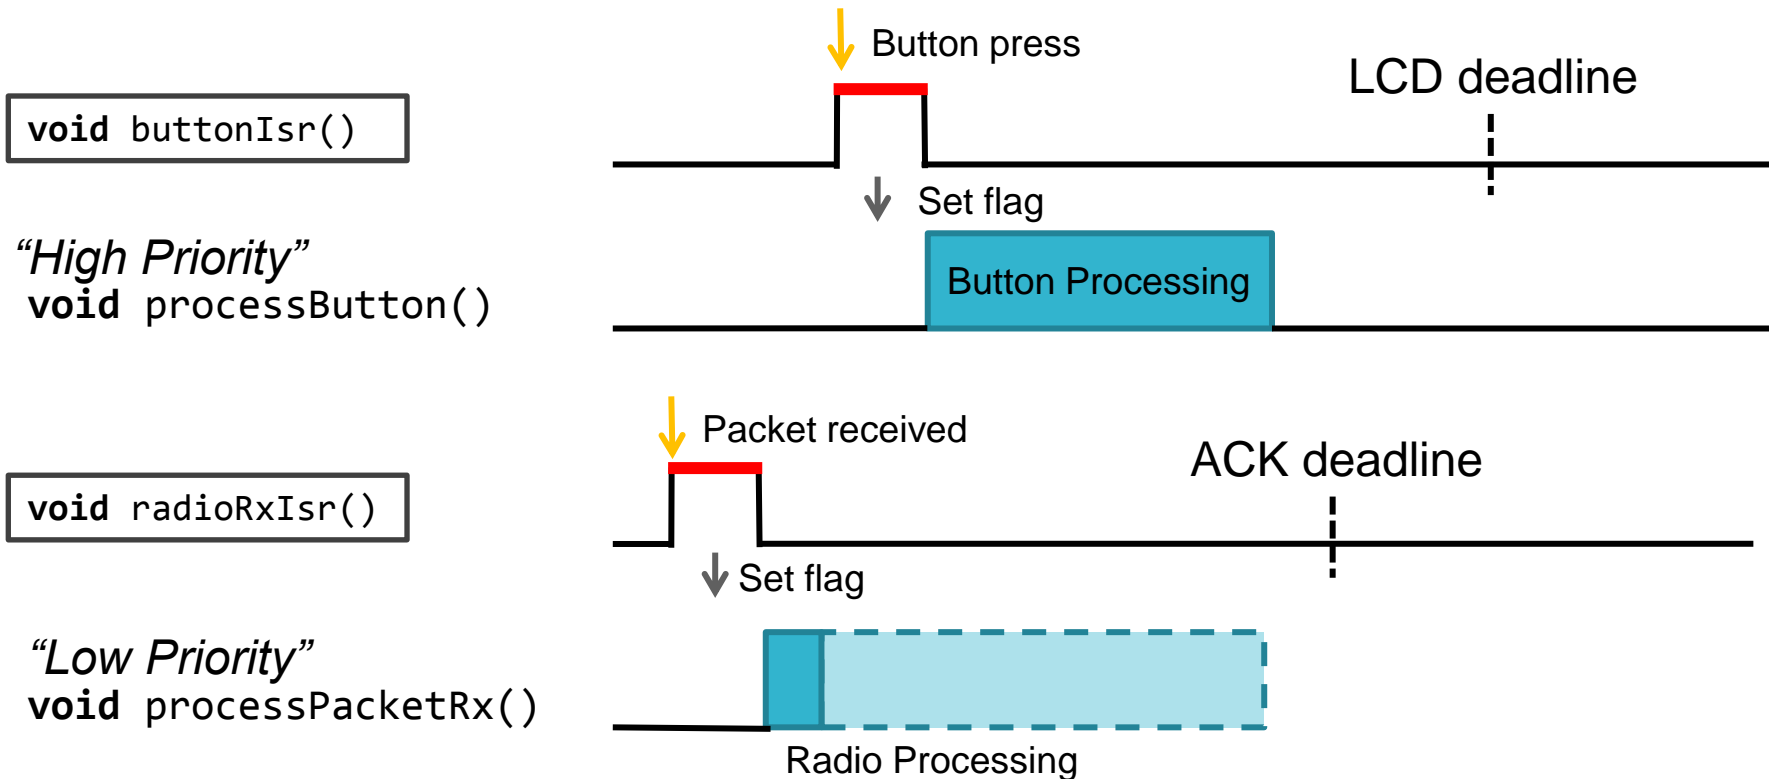 Button press
LCD deadline
void buttonIsr()
Set flag
“High Priority”
void processButton()
Button Processing
Packet received
ACK deadline
void radioRxIsr()
Set flag
“Low Priority”
void processPacketRx()
Radio Processing